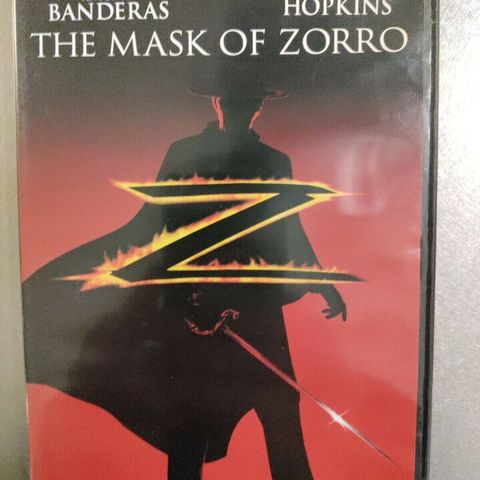 BANDERAS HOPKINS
THE MASK OF ZORRO
Z